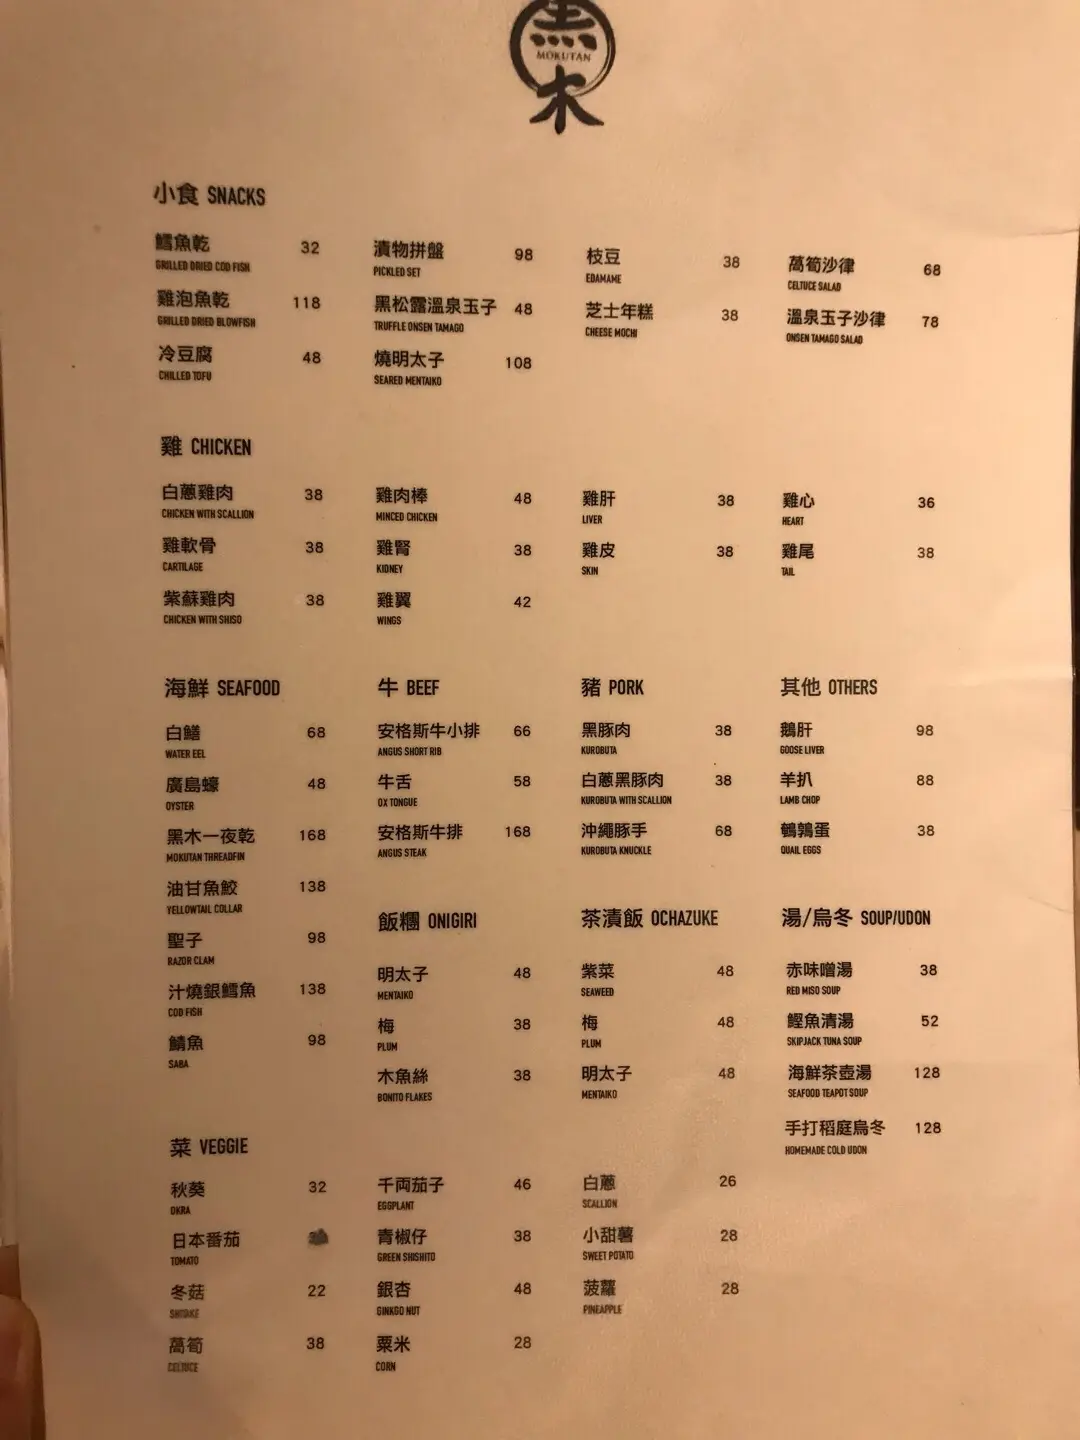 黑
MOKUTAN
木
小食 SNACKS
鱈魚乾 32
GRILLED DRIED COD FISH
雞泡魚乾 118
GRILLED DRIED BLOWFISH
冷豆腐 48
CHILLED TOFU
漬物拼盤 98
PICKLED SET
黑松露溫泉玉子 48
TRUFFLE ONSEN TAMAGO
燒明太子 108
SEARED MENTAIKO
枝豆 38
EDAMAME
芝士年糕 38
CHEESE MOCHI
萵筍沙律 68
CELTUCE SALAD
溫泉玉子沙律 78
ONSEN TAMAGO SALAD
雞 CHICKEN
白蔥雞肉 38
CHICKEN WITH SCALLION
雞軟骨 38
CARTILAGE
紫蘇雞肉 38
CHICKEN WITH SHISO
雞肉棒 48
MINCED CHICKEN
雞腎 38
KIDNEY
雞翼 42
WINGS
雞肝 38
LIVER
雞皮 38
SKIN
雞心 36
HEART
雞尾 38
TAIL
海鮮 SEAFOOD
白鱔 68
WATER EEL
廣島蠔 48
OYSTER
黑木一夜乾 168
MOKUTAN THREADFIN
油甘魚鮫 138
YELLOWTAIL COLLAR
聖子 98
RAZOR CLAM
汁燒銀鱈魚 138
COD FISH
鯖魚 98
SABA
牛 BEEF
安格斯牛小排 66
ANGUS SHORT RIB
牛舌 58
OX TONGUE
安格斯牛排 168
ANGUS STEAK
豬 PORK
黑豚肉 38
KUROBUTA
白蔥黑豚肉 38
KUROBUTA WITH SCALLION
沖繩豚手 68
KUROBUTA KNUCKLE
其他 OTHERS
鵝肝 98
GOOSE LIVER
羊扒 88
LAMB CHOP
鵪鶉蛋 38
QUAIL EGGS
飯糰 ONIGIRI
明太子 48
MENTAIKO
梅 38
PLUM
木魚絲 38
BONITO FLAKES
茶漬飯 OCHAZUKE
紫菜 48
SEAWEED
梅 48
PLUM
明太子 48
MENTAIKO
湯/烏冬 SOUP/UDON
赤味噌湯 38
RED MISO SOUP
鰹魚清湯 52
SKIPJACK TUNA SOUP
海鮮茶壺湯 128
SEAFOOD TEAPOT SOUP
手打稻庭烏冬 128
HOMEMADE COLD UDON
菜 VEGGIE
秋葵 32
OKRA
日本番茄
TOMATO
冬菇 22
SHIITAKE
萵筍 38
CELTUCE
千両茄子 46
EGGPLANT
青椒仔 38
GREEN SHISHITO
銀杏 48
GINKGO NUT
粟米 28
CORN
白蔥 26
SCALLION
小甜薯 28
SWEET POTATO
菠蘿 28
PINEAPPLE